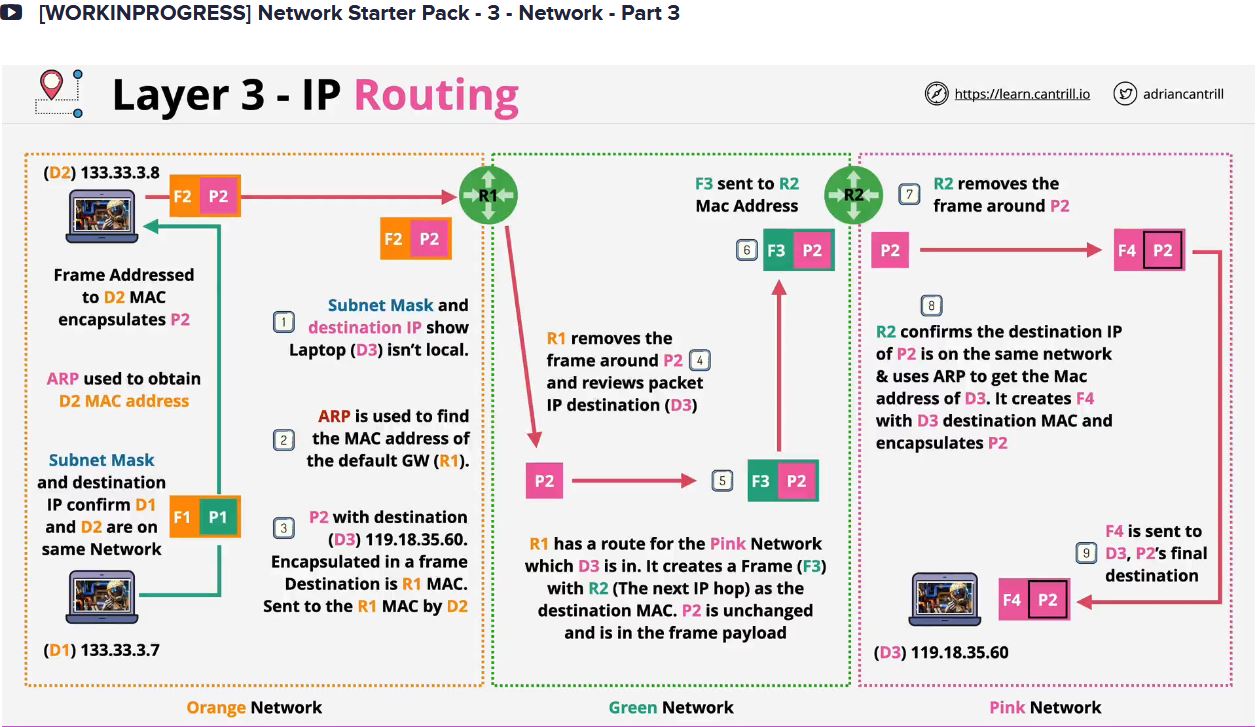 [WORKINPROGRESS] Network Starter Pack - 3 - Network - Part 3
Layer 3 - IP Routing
https://learn.cantrill.io
adriancantrill
(D2) 133.33.3.8
F2 P2
R1
F2 P2
Frame Addressed
to D2 MAC
encapsulates P2
ARP used to obtain
D2 MAC address
Subnet Mask
and destination
IP confirm D1
and D2 are on
same Network
F1 P1
(D1) 133.33.3.7
1
Subnet Mask and
destination IP show
Laptop (D3) isn't local.
2
ARP is used to find
the MAC address of
the default GW (R1).
3
P2 with destination
(D3) 119.18.35.60.
Encapsulated in a frame
Destination is R1 MAC.
Sent to the R1 MAC by D2
Orange Network
R1 removes the
frame around P2 4
and reviews packet
IP destination (D3)
P2
5
F3 P2
R1 has a route for the Pink Network
which D3 is in. It creates a Frame (F3)
with R2 (The next IP hop) as the
destination MAC. P2 is unchanged
and is in the frame payload
F3 sent to R2
Mac Address
6
F3 P2
Green Network
R2
7
R2 removes the
frame around P2
P2
F4 P2
8
R2 confirms the destination IP
of P2 is on the same network
& uses ARP to get the Mac
address of D3. It creates F4
with D3 destination MAC and
encapsulates P2
9
F4 is sent to
D3, P2's final
destination
F4 P2
(D3) 119.18.35.60
Pink Network